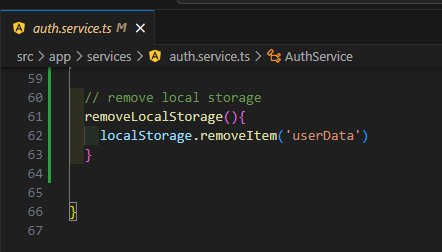 auth.service.ts M ×
src > app > services > auth.service.ts > AuthService
59
60 // remove local storage
61 removeLocalStorage(){
62 localStorage.removeItem('userData')
63 }
64
65
66 }
67